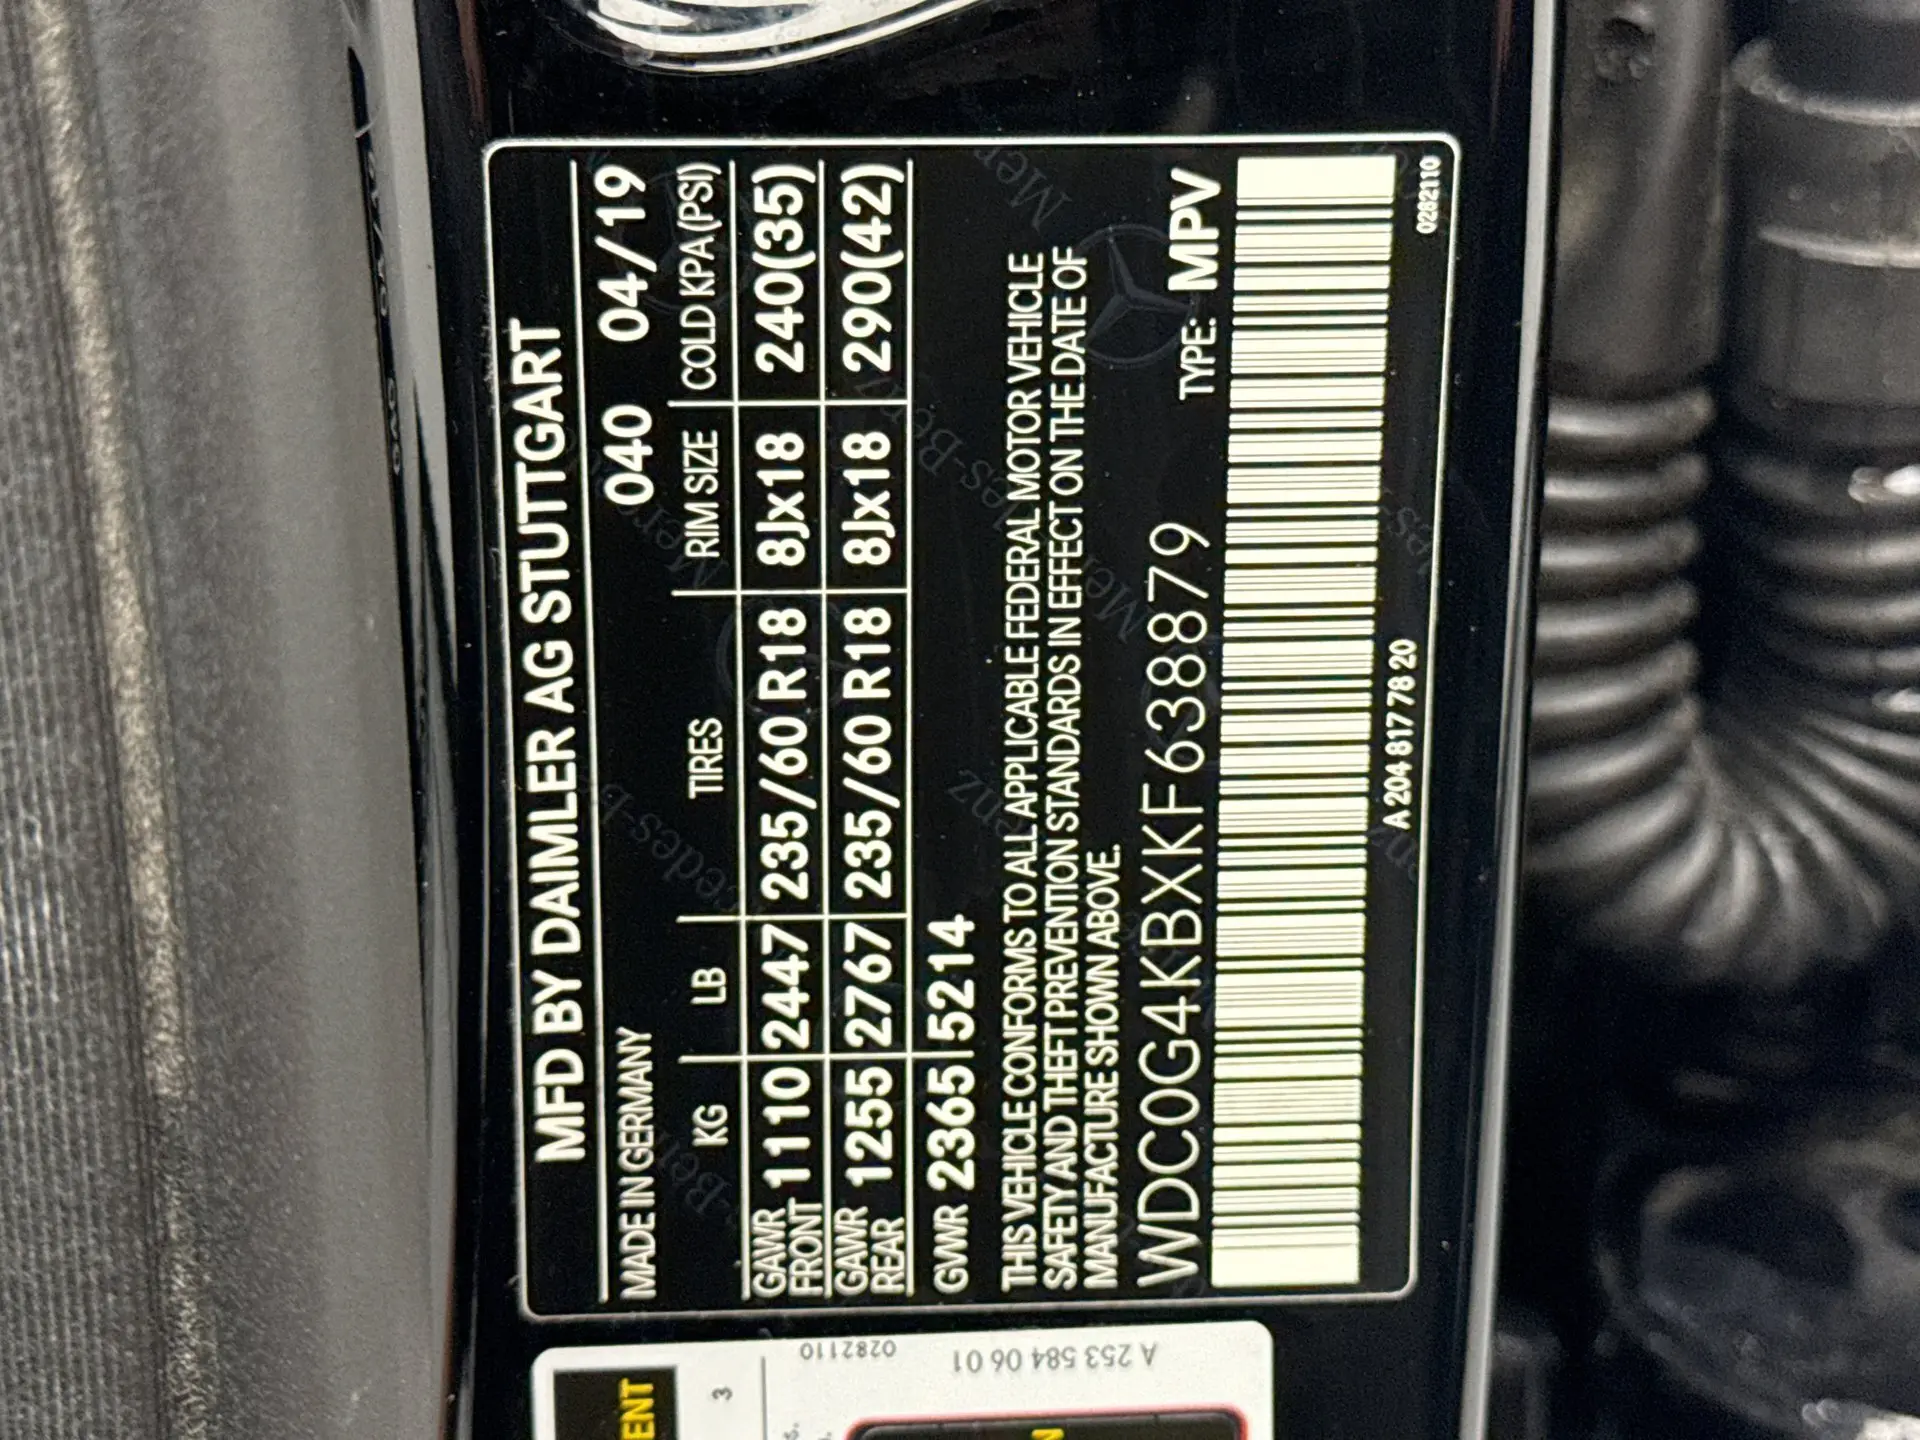 MFD BY DAIMLER AG STUTTGART
MADE IN GERMANY 040 04/19
KG LB TIRES RIM SIZE COLD KPA (PSI)
GAWR FRONT 1110 2447 235/60 R18 8Jx18 240(35)
GAWR REAR 1255 2767 235/60 R18 8Jx18 290(42)
GVWR 2365 5214
THIS VEHICLE CONFORMS TO ALL APPLICABLE FEDERAL MOTOR VEHICLE
SAFETY AND THEFT PREVENTION STANDARDS IN EFFECT ON THE DATE OF
MANUFACTURE SHOWN ABOVE.
WDC0G4KBXKF638879 TYPE: MPV
A 204 817 78 20
0282110
0282110
A 253 584 06 01
3